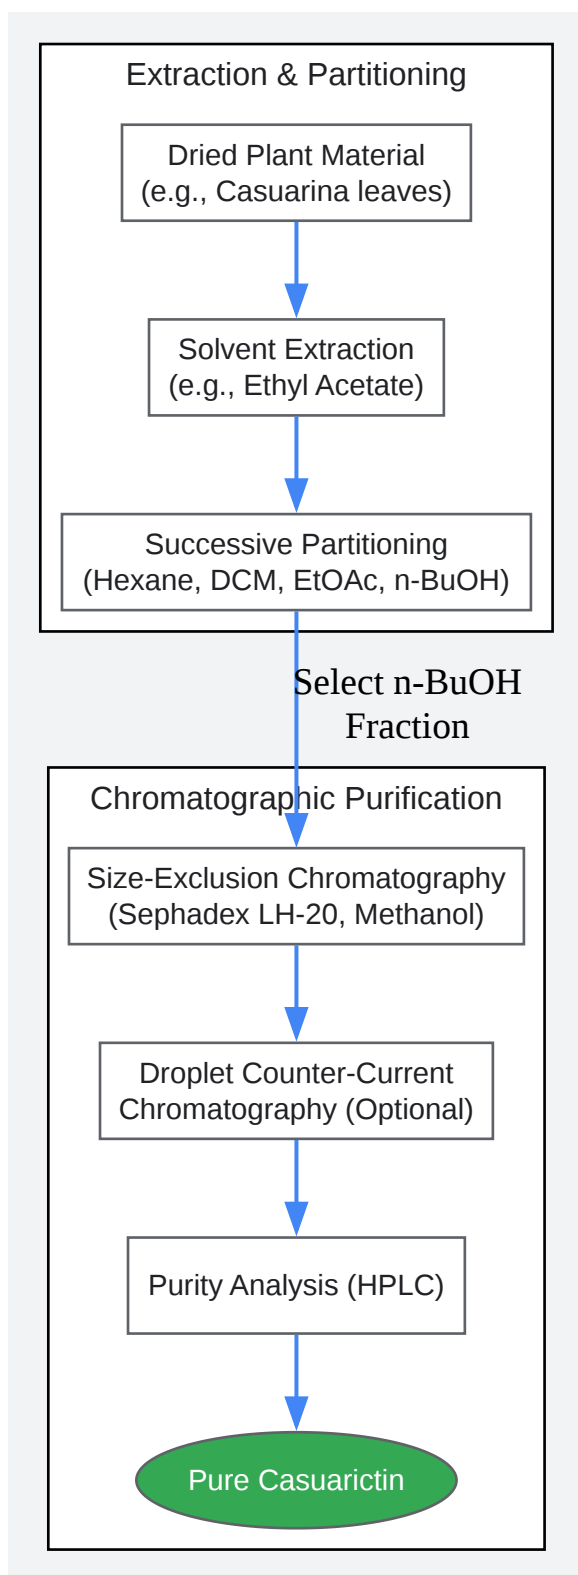 Extraction & Partitioning
Dried Plant Material
(e.g., Casuarina leaves)
Solvent Extraction
(e.g., Ethyl Acetate)
Successive Partitioning
(Hexane, DCM, EtOAc, n-BuOH)
Select n-BuOH
Fraction
Chromatographic Purification
Size-Exclusion Chromatography
(Sephadex LH-20, Methanol)
Droplet Counter-Current
Chromatography (Optional)
Purity Analysis (HPLC)
Pure Casuarictin